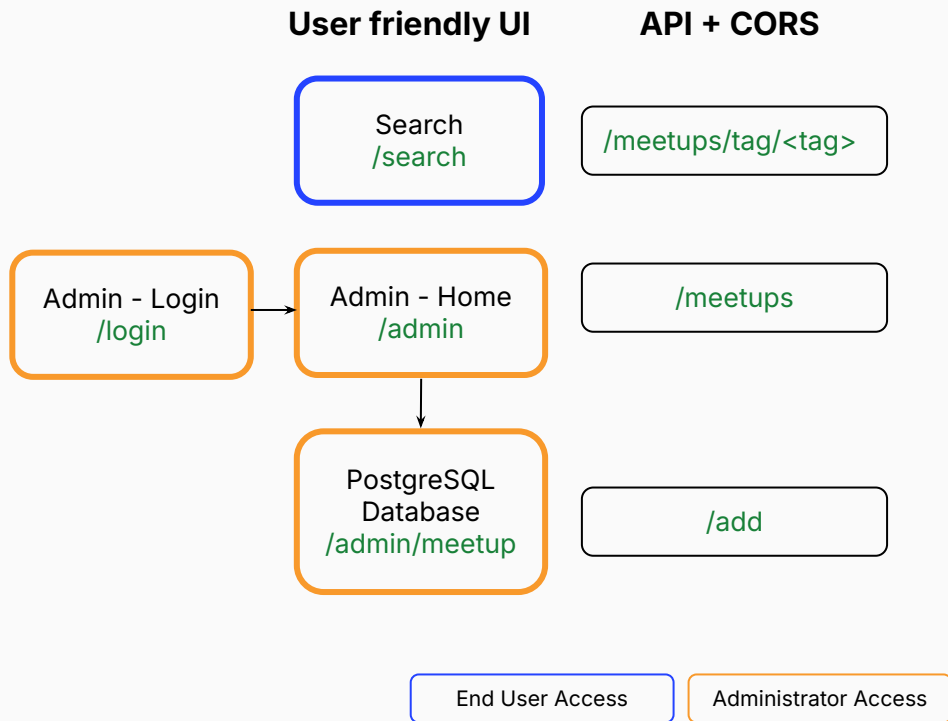 User friendly UI
API + CORS
Search
/search
/meetups/tag/<tag>
Admin - Login
/login
Admin - Home
/admin
/meetups
PostgreSQL
Database
/admin/meetup
/add
End User Access
Administrator Access